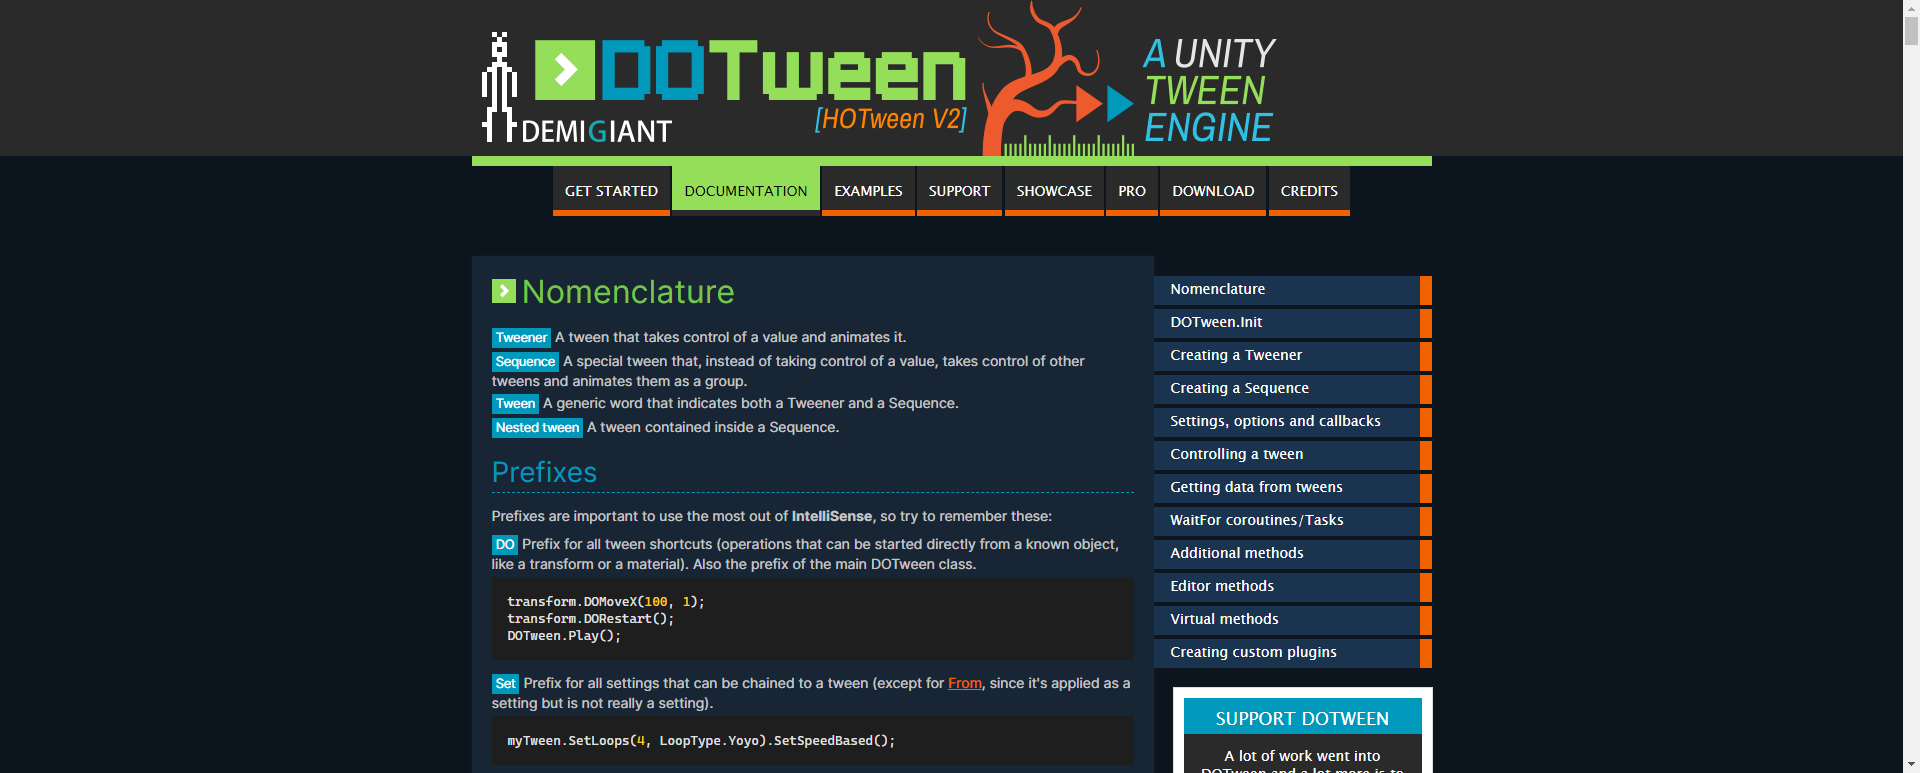 DOTween
[HOTween V2]
DEMIGIANT
A UNITY
TWEEN
ENGINE
GET STARTED
DOCUMENTATION
EXAMPLES
SUPPORT
SHOWCASE
PRO
DOWNLOAD
CREDITS
Nomenclature
Tweener A tween that takes control of a value and animates it.
Sequence A special tween that, instead of taking control of a value, takes control of other
tweens and animates them as a group.
Tween A generic word that indicates both a Tweener and a Sequence.
Nested tween A tween contained inside a Sequence.
Prefixes
Prefixes are important to use the most out of IntelliSense, so try to remember these:
DO Prefix for all tween shortcuts (operations that can be started directly from a known object,
like a transform or a material). Also the prefix of the main DOTween class.
transform.DOMoveX(100, 1);
transform.DORestart();
DOTween.Play();
Set Prefix for all settings that can be chained to a tween (except for From, since it's applied as a
setting but is not really a setting).
myTween.SetLoops(4, LoopType.Yoyo).SetSpeedBased();
Nomenclature
DOTween.Init
Creating a Tweener
Creating a Sequence
Settings, options and callbacks
Controlling a tween
Getting data from tweens
WaitFor coroutines/Tasks
Additional methods
Editor methods
Virtual methods
Creating custom plugins
SUPPORT DOTWEEN
A lot of work went into
DOTween and a lot more is to